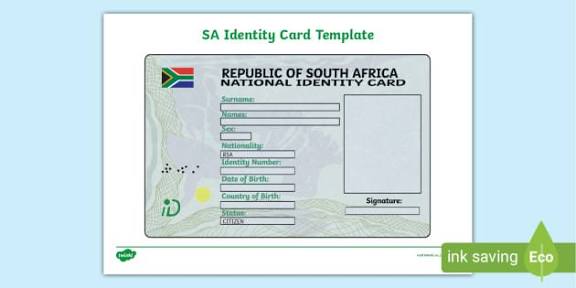 SA Identity Card Template
REPUBLIC OF SOUTH AFRICA
NATIONAL IDENTITY CARD
Surname:
Names:
Sex:
Nationality:
RSA
Identity Number:
Date of Birth:
Country of Birth:
Status:
CITIZEN
Signature:
iD
twinkl
ink saving
Eco